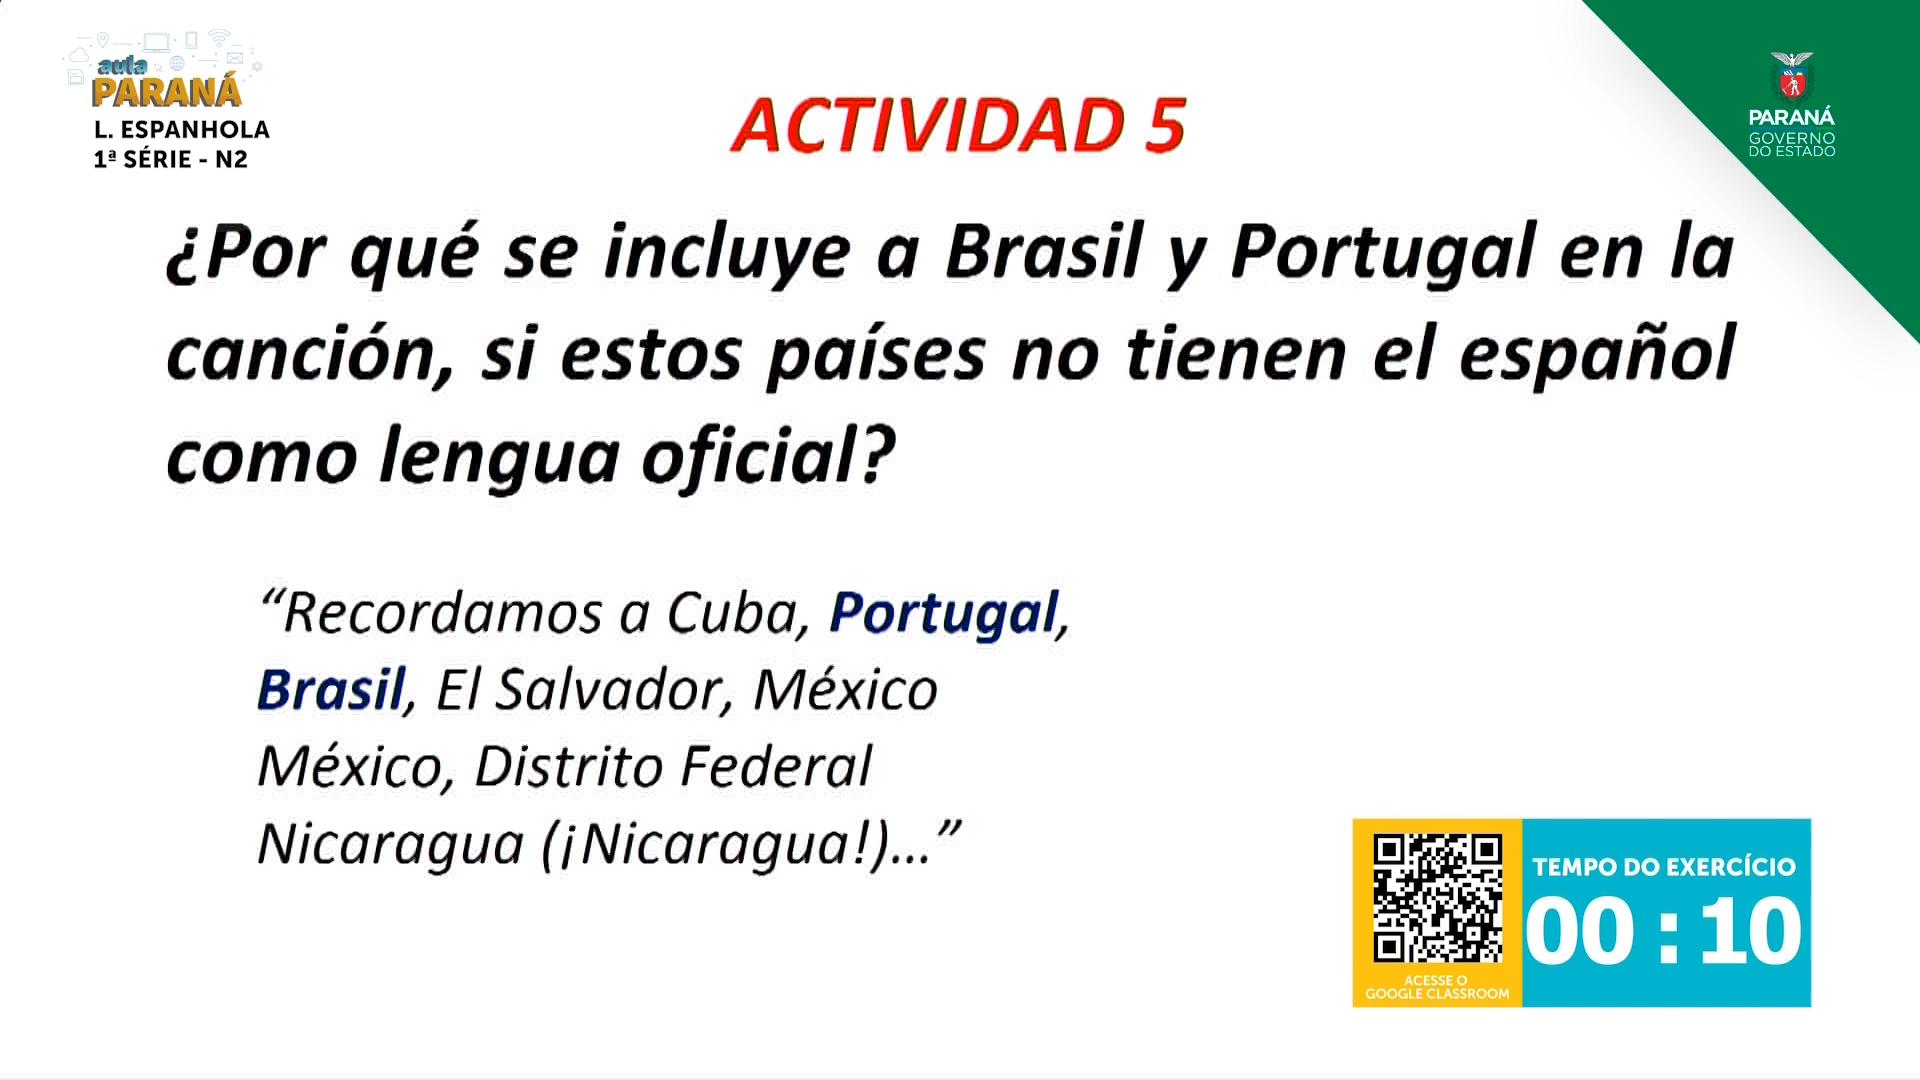 aula
PARANÁ
L. ESPANHOLA
1ª SÉRIE - N2
PARANÁ
GOVERNO
DO ESTADO
ACTIVIDAD 5
¿Por qué se incluye a Brasil y Portugal en la
canción, si estos países no tienen el español
como lengua oficial?
“Recordamos a Cuba, Portugal,
Brasil, El Salvador, México
México, Distrito Federal
Nicaragua (¡Nicaragua!)...”
ACESSE O
GOOGLE CLASSROOM
TEMPO DO EXERCÍCIO
00 : 10